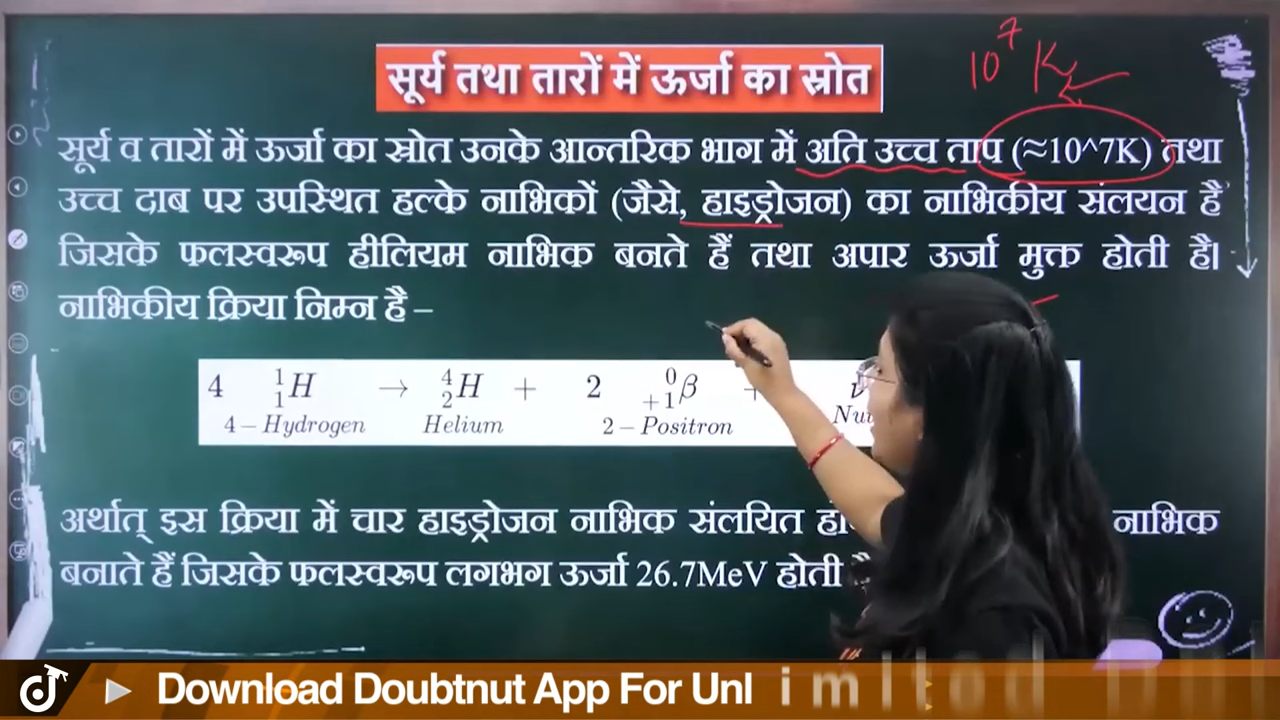 सूर्य तथा तारों में ऊर्जा का स्रोत
10^7 K
सूर्य व तारों में ऊर्जा का स्रोत उनके आन्तरिक भाग में अति उच्च ताप (≈10^7K) तथा
उच्च दाब पर उपस्थित हल्के नाभिकों (जैसे, हाइड्रोजन) का नाभिकीय संलयन है
जिसके फलस्वरूप हीलियम नाभिक बनते हैं तथा अपार ऊर्जा मुक्त होती है।
नाभिकीय क्रिया निम्न है –
4 ¹₁H → ⁴₂H + 2 ⁰₊₁β + ν
4 – Hydrogen Helium 2 – Positron
अर्थात् इस क्रिया में चार हाइड्रोजन नाभिक संलयित नाभिक
बनाते हैं जिसके फलस्वरूप लगभग ऊर्जा 26.7MeV होती
Download Doubtnut App For Unl